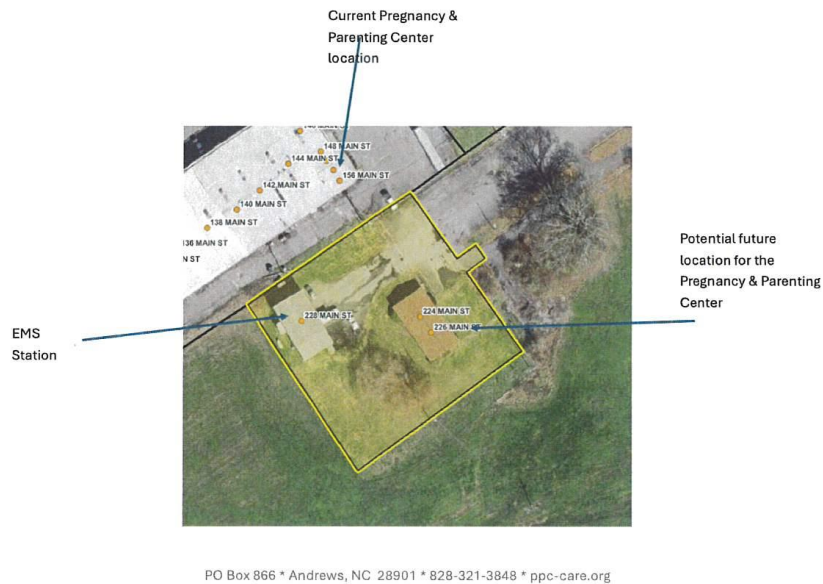 Current Pregnancy &
Parenting Center
location
148 MAIN ST
144 MAIN ST
156 MAIN ST
142 MAIN ST
140 MAIN ST
138 MAIN ST
136 MAIN ST
N ST
Potential future
location for the
Pregnancy & Parenting
Center
228 MAIN ST
224 MAIN ST
226 MAIN ST
EMS
Station
PO Box 866 * Andrews, NC 28901 * 828-321-3848 * ppc-care.org